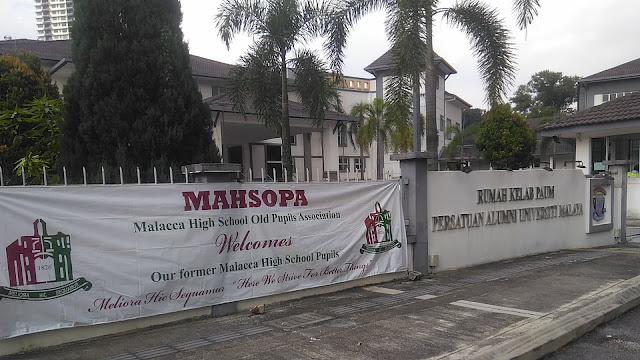 MAHSOPA
Malacca High School Old Pupils Association
Welcomes
Our former Malacca High School Pupils
Meliora Hic Sequamur "Here We Strive For Better Things"
1826
RUMAH KELAB PAUM
PERSATUAN ALUMNI UNIVERSITI MALAYA